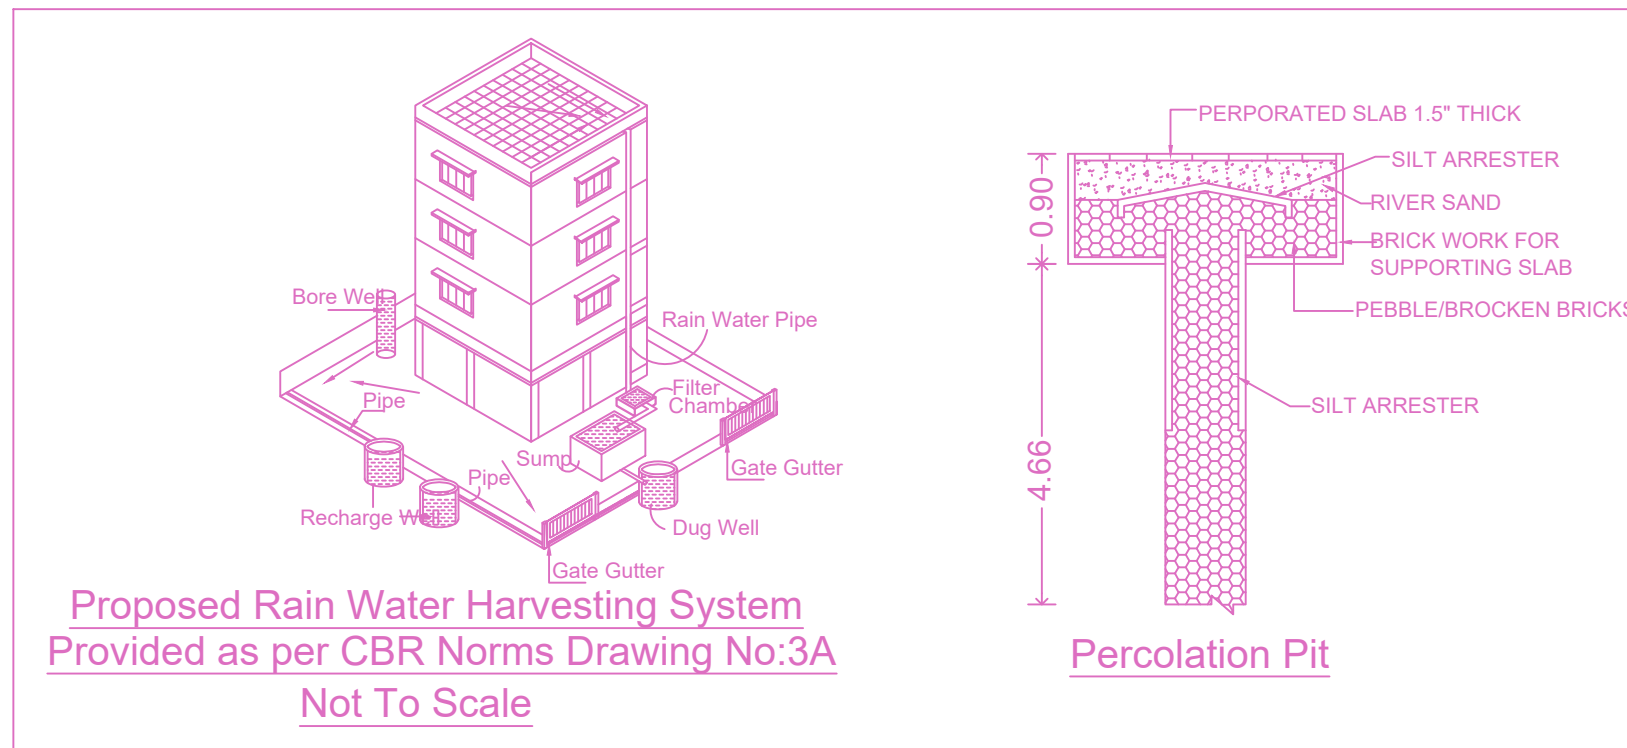 Bore Well
Rain Water Pipe
Pipe
Filter
Chamber
Sump
Pipe
Gate Gutter
Recharge Well
Dug Well
Gate Gutter
Proposed Rain Water Harvesting System
Provided as per CBR Norms Drawing No:3A
Not To Scale
PERPORATED SLAB 1.5" THICK
SILT ARRESTER
0.90
RIVER SAND
BRICK WORK FOR
SUPPORTING SLAB
PEBBLE/BROCKEN BRICKS
SILT ARRESTER
4.66
Percolation Pit